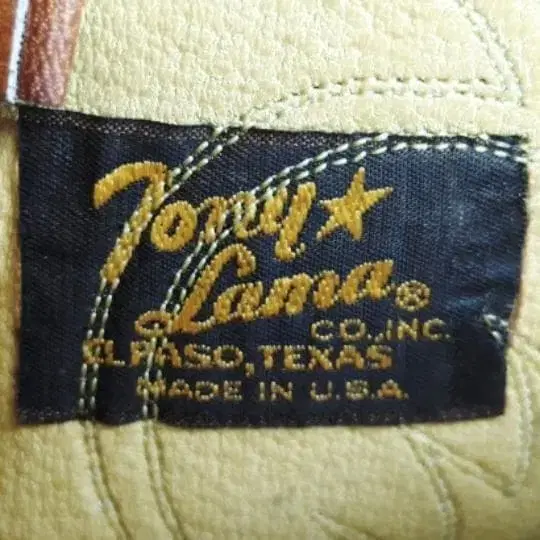 Tony
Lama®
CO., INC.
EL PASO, TEXAS
MADE IN U.S.A.